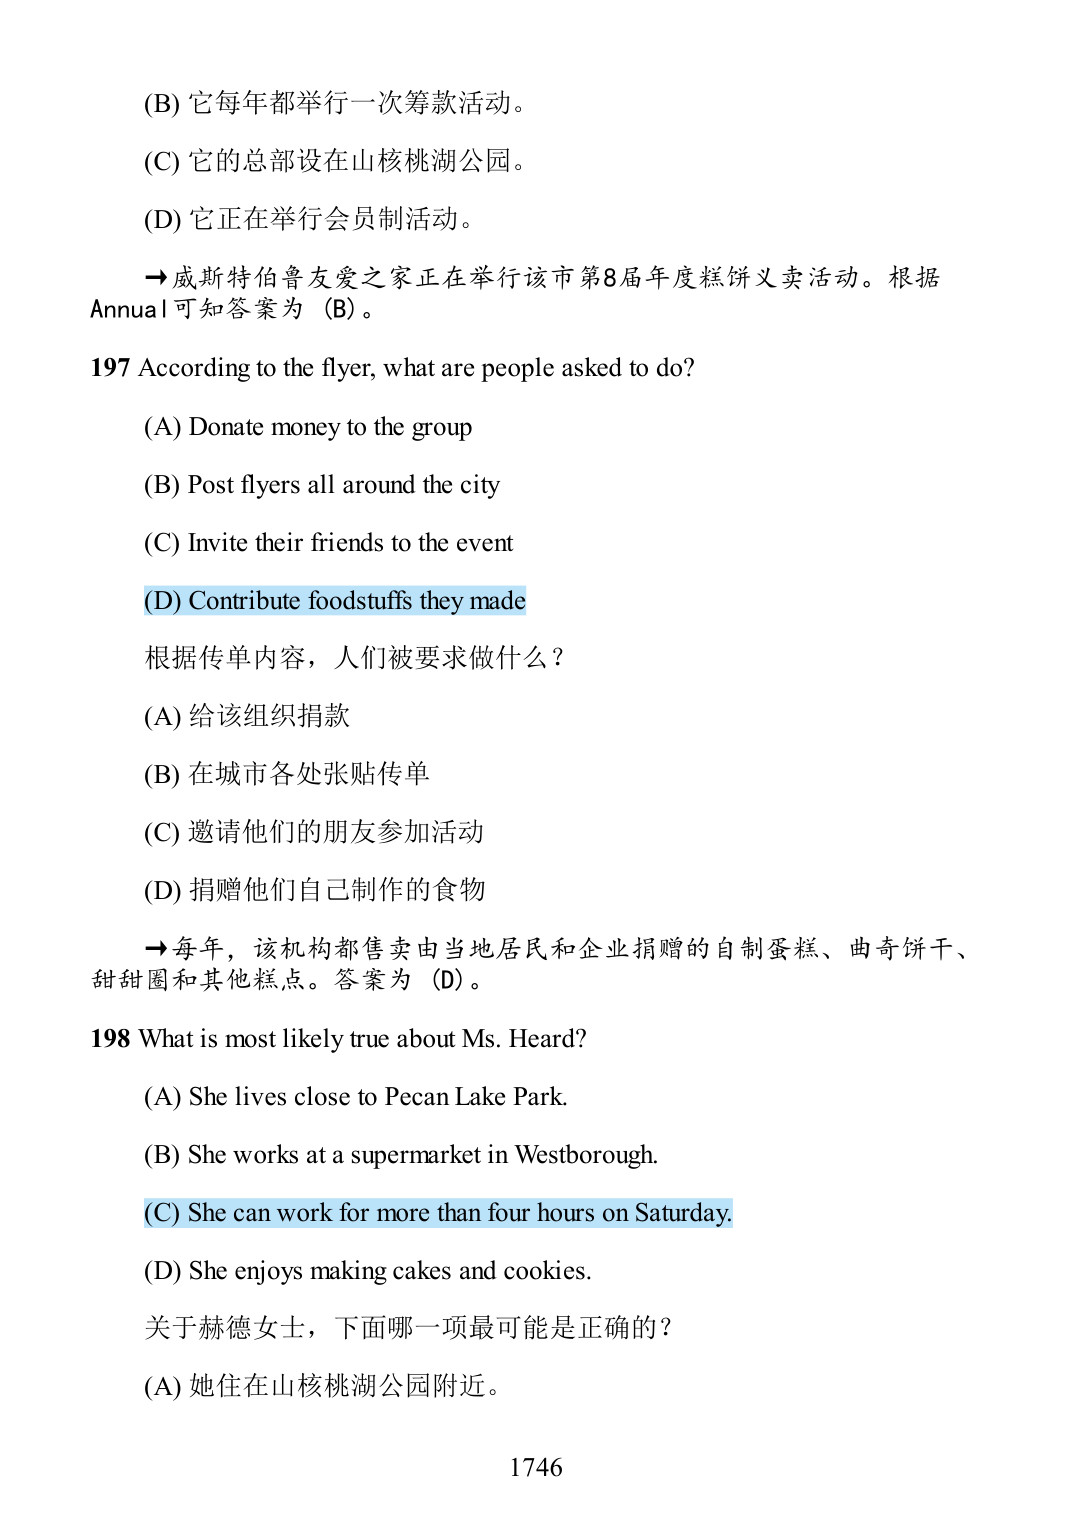 (B) 它每年都举行一次筹款活动。
(C) 它的总部设在山核桃湖公园。
(D) 它正在举行会员制活动。
➞威斯特伯鲁友爱之家正在举行该市第8届年度糕饼义卖活动。根据
Annual可知答案为 (B)。
197 According to the flyer, what are people asked to do?
(A) Donate money to the group
(B) Post flyers all around the city
(C) Invite their friends to the event
(D) Contribute foodstuffs they made
根据传单内容，人们被要求做什么？
(A) 给该组织捐款
(B) 在城市各处张贴传单
(C) 邀请他们的朋友参加活动
(D) 捐赠他们自己制作的食物
➞每年，该机构都售卖由当地居民和企业捐赠的自制蛋糕、曲奇饼干、
甜甜圈和其他糕点。答案为 (D)。
198 What is most likely true about Ms. Heard?
(A) She lives close to Pecan Lake Park.
(B) She works at a supermarket in Westborough.
(C) She can work for more than four hours on Saturday.
(D) She enjoys making cakes and cookies.
关于赫德女士，下面哪一项最可能是正确的？
(A) 她住在山核桃湖公园附近。
1746